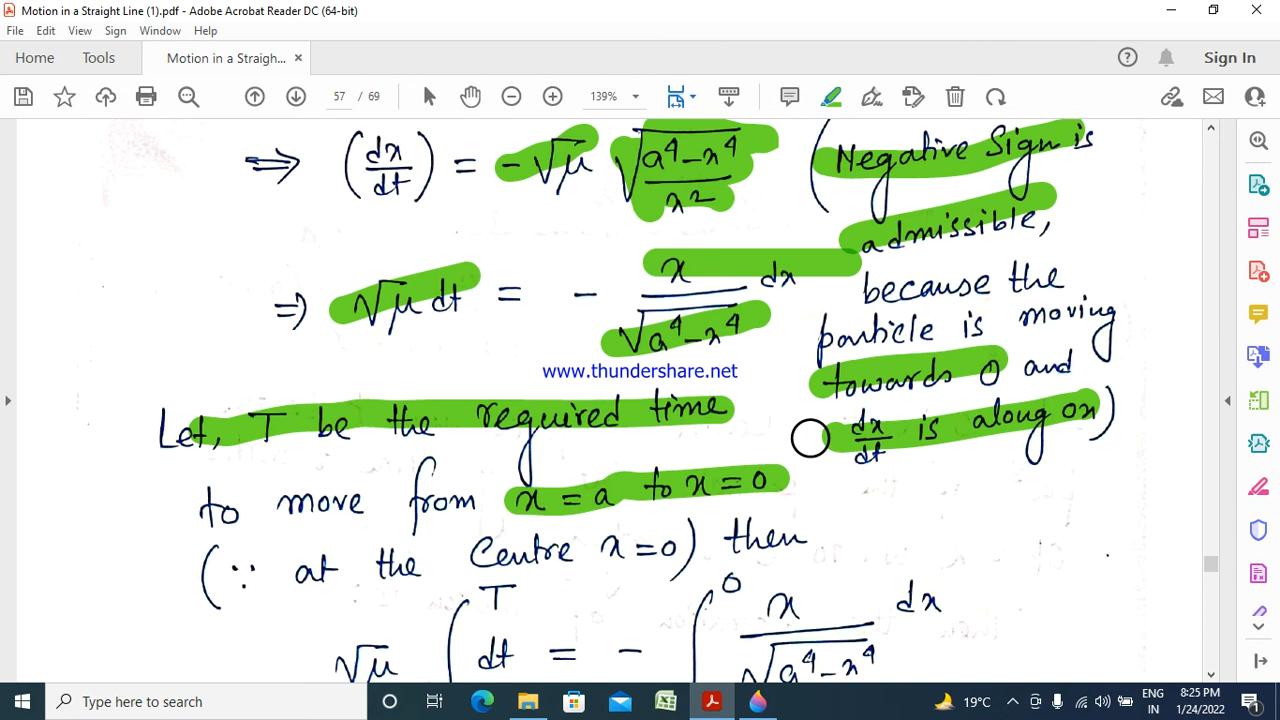 Motion in a Straight Line (1).pdf - Adobe Acrobat Reader DC (64-bit)
File Edit View Sign Window Help
Home Tools Motion in a Straigh... × Sign In
57 / 69 139%
⇒ (dx/dt) = -√μ √(a⁴-x⁴/x²) (Negative Sign is
admissible,
⇒ √μ dt = - x/√(a⁴-x⁴) dx because the
particle is moving
www.thundershare.net
towards O and
Let, T be the required time dx/dt is along on)
to move from x = a to x = 0
(∵ at the Centre x=0) then
√μ ∫ᵀ dt = - ∫⁰ x/√(a⁴-x⁴) dx
Type here to search
19°C ENG IN 8:25 PM 1/24/2022 1